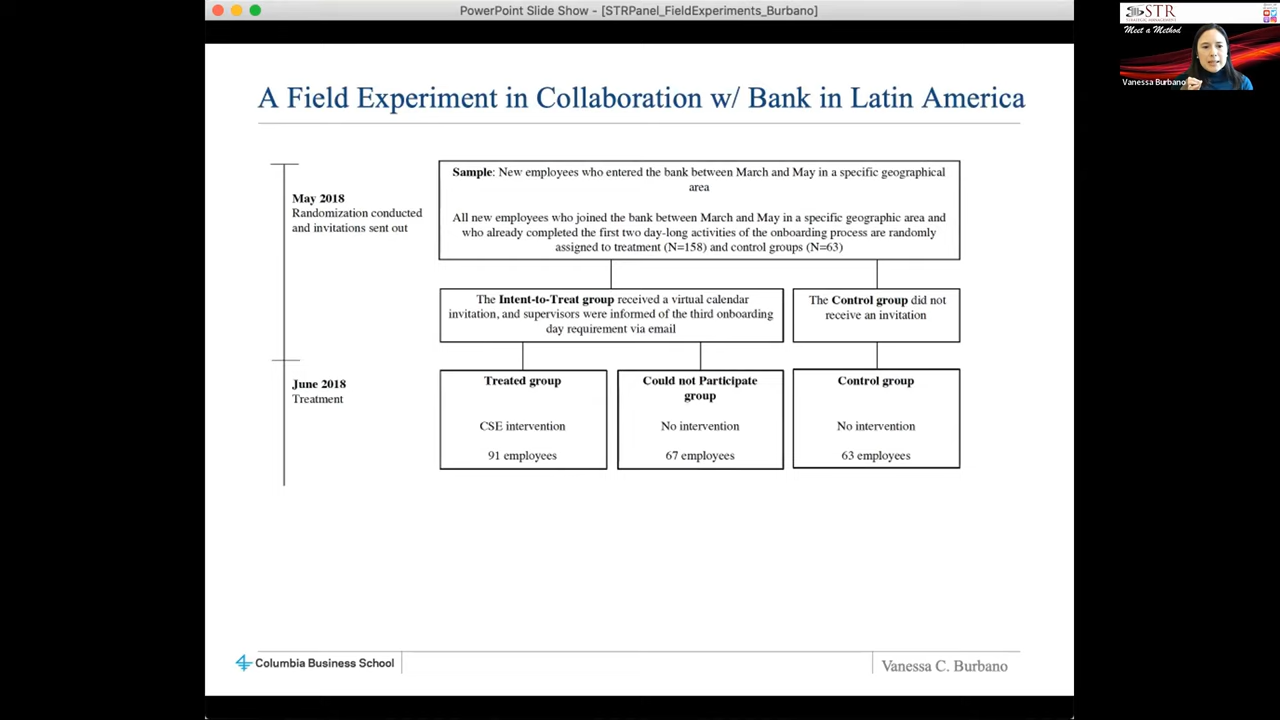 PowerPoint Slide Show - [STRPanel_FieldExperiments_Burbano]
STR
Meet a Method
Vanessa Burbano
A Field Experiment in Collaboration w/ Bank in Latin America
May 2018
Randomization conducted
and invitations sent out
Sample: New employees who entered the bank between March and May in a specific geographical
area
All new employees who joined the bank between March and May in a specific geographic area and
who already completed the first two day-long activities of the onboarding process are randomly
assigned to treatment (N=158) and control groups (N=63)
The Intent-to-Treat group received a virtual calendar
invitation, and supervisors were informed of the third onboarding
day requirement via email
The Control group did not
receive an invitation
June 2018
Treatment
Treated group
CSE intervention
91 employees
Could not Participate
group
No intervention
67 employees
Control group
No intervention
63 employees
Columbia Business School
Vanessa C. Burbano